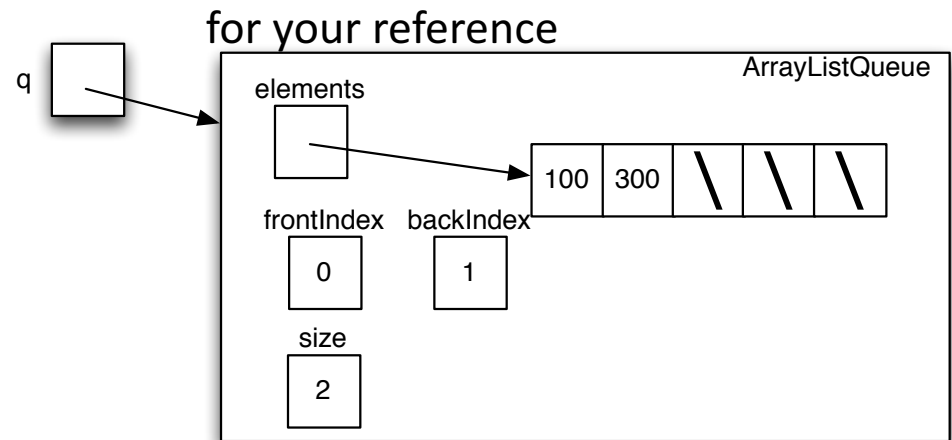 for your reference
ArrayListQueue
q
elements
100 300
frontIndex backIndex
0 1
size
2